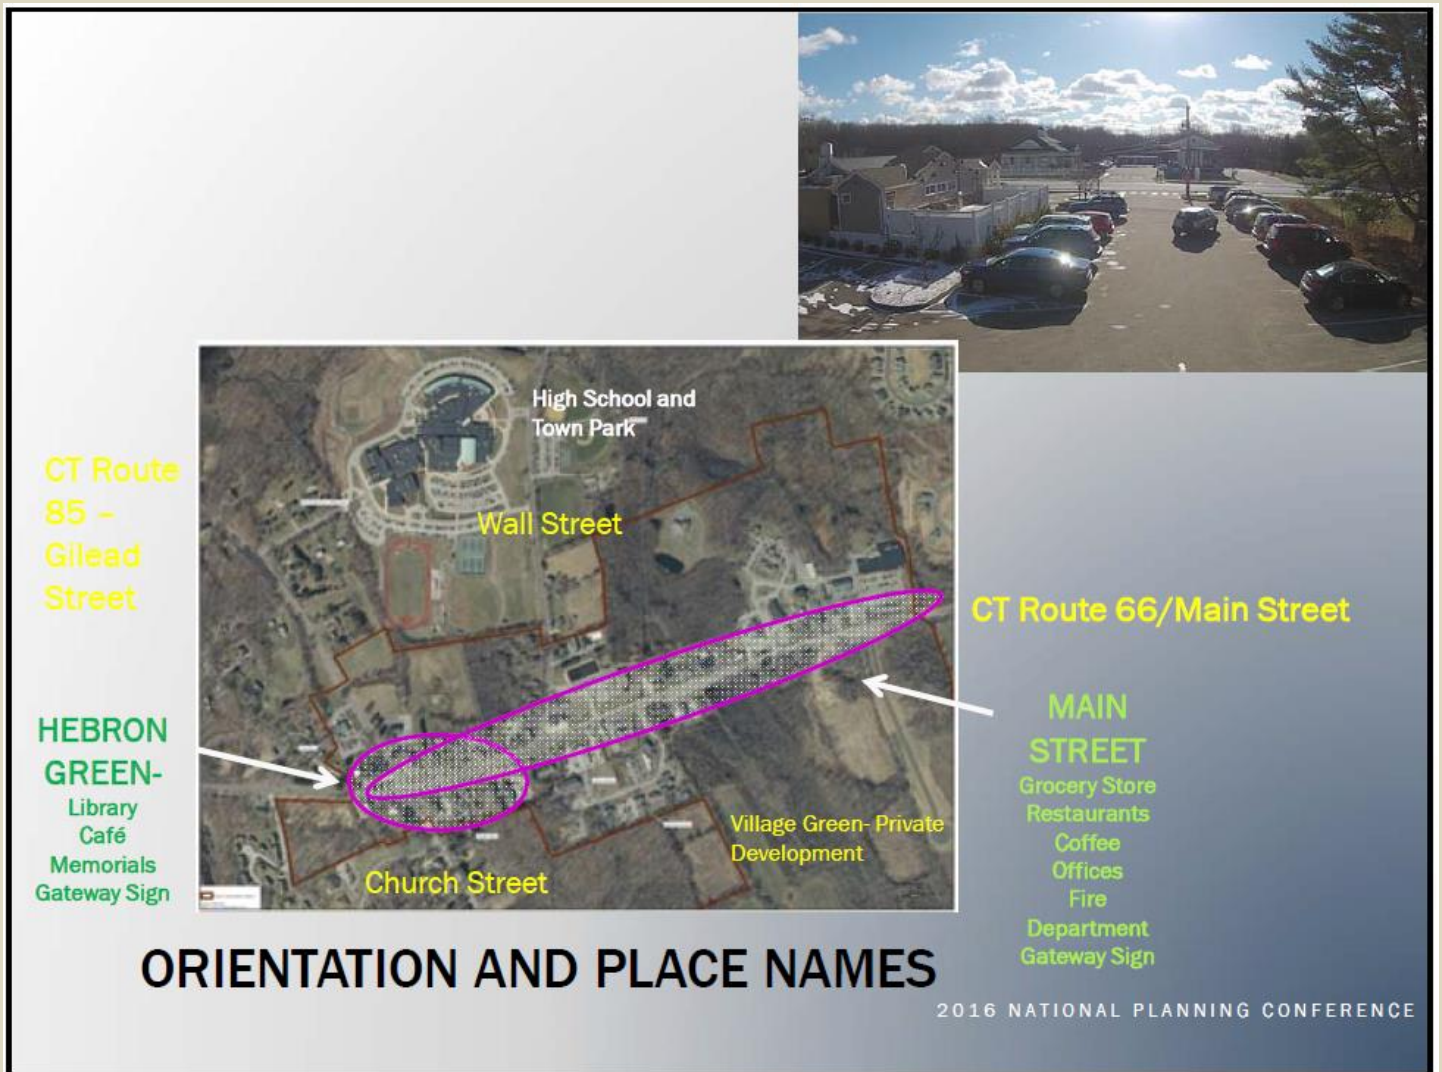 High School and
Town Park
CT Route
85 –
Gilead
Street
Wall Street
CT Route 66/Main Street
HEBRON
GREEN-
Library
Café
Memorials
Gateway Sign
MAIN
STREET
Grocery Store
Restaurants
Coffee
Offices
Fire
Department
Gateway Sign
Village Green- Private
Development
Church Street
ORIENTATION AND PLACE NAMES
2016 NATIONAL PLANNING CONFERENCE